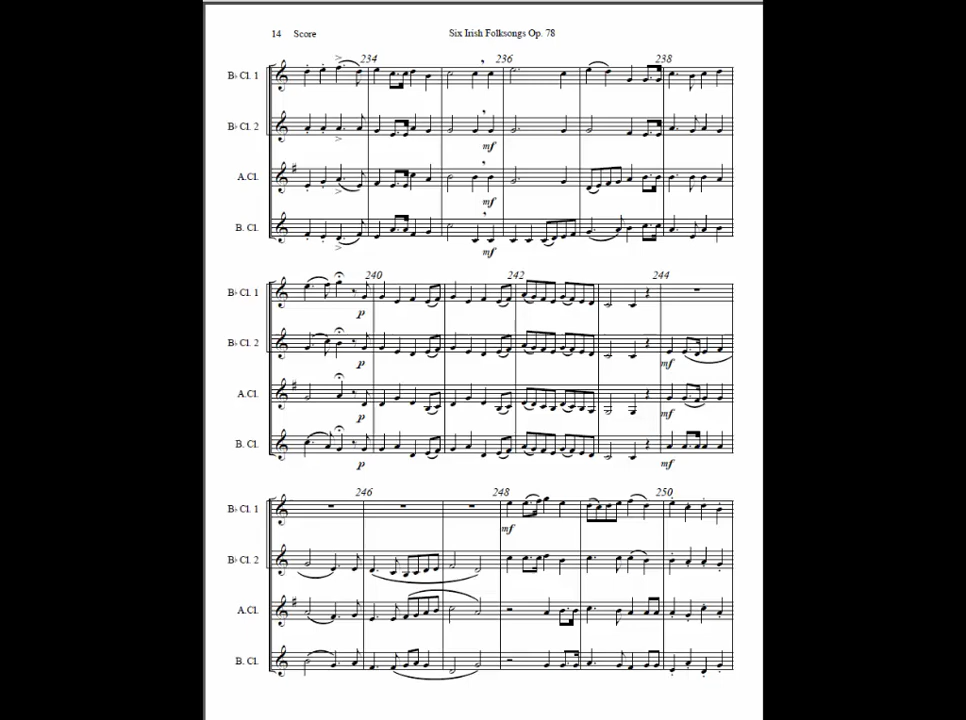 14 Score Six Irish Folksongs Op. 78
234 236 238
B♭ Cl. 1
B♭ Cl. 2
mf
A.Cl.
mf
B. Cl.
mf
240 242 244
B♭ Cl. 1
p
B♭ Cl. 2
p mf
A.Cl.
p mf
B. Cl.
p mf
246 248 250
B♭ Cl. 1
mf
B♭ Cl. 2
A.Cl.
B. Cl.